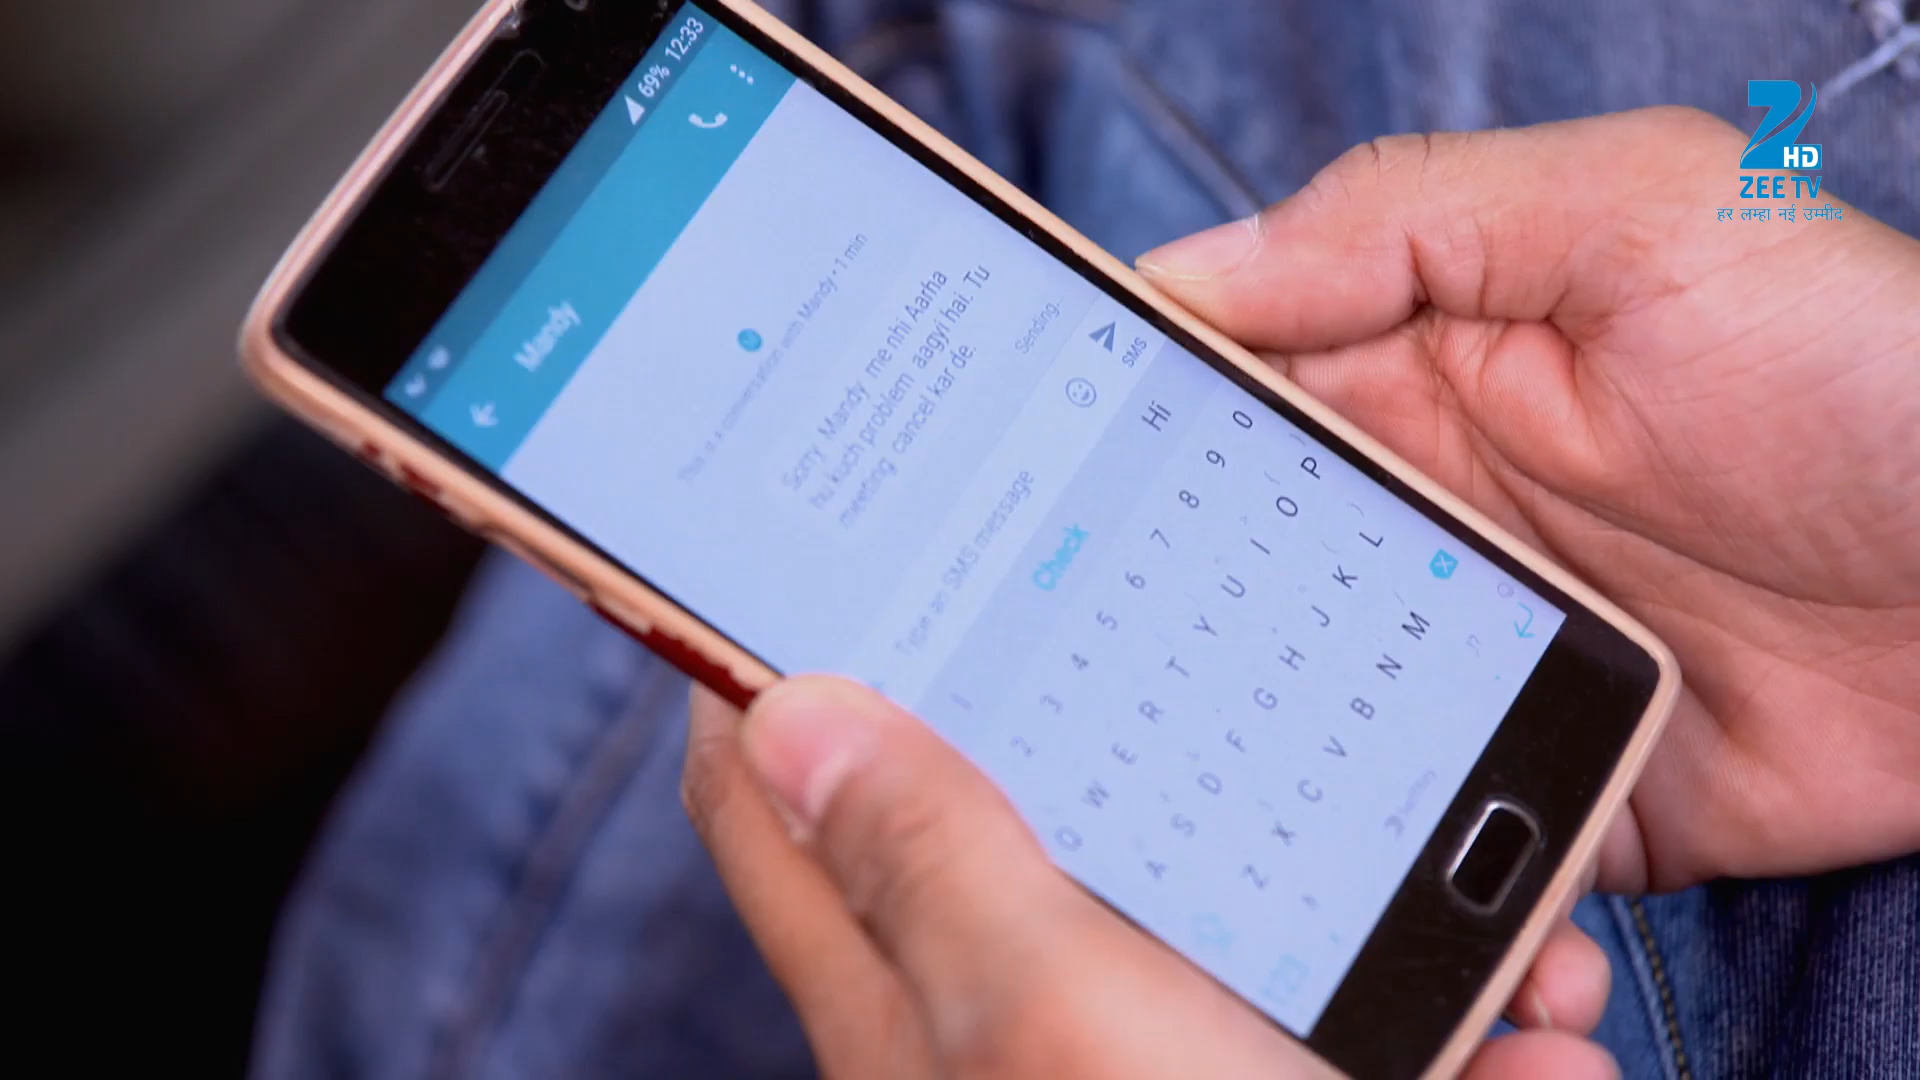 69% 12:33
Mandy
This is a conversation with Mandy • 1 min
Sorry Mandy me nhi Aarha
hu kuch problem aagyi hai. Tu
meeting cancel kar de.
Sending...
Type an SMS message
SMS
Check Hi
1 2 3 4 5 6 7 8 9 0
Q W E R T Y U I O P
A S D F G H J K L
Z X C V B N M
123
HD
ZEE TV
हर लम्हा नई उम्मीद